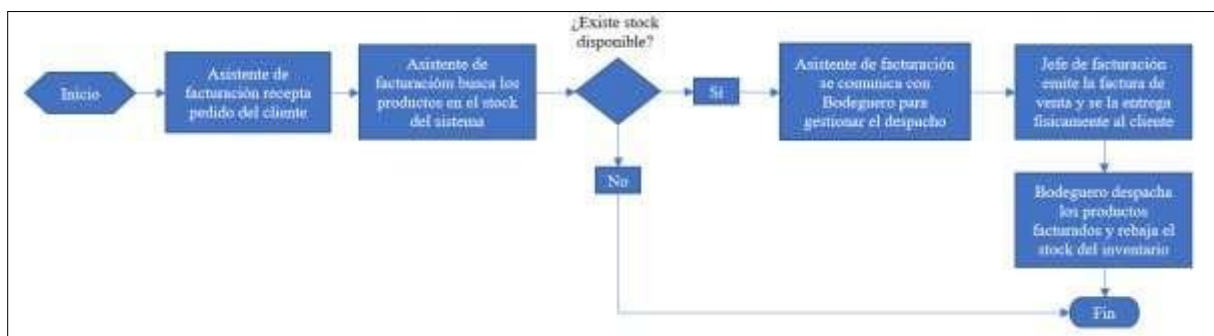 Inicio
Asistente de
facturación recepta
pedido del cliente
Asistente de
facturacióm busca los
productos en el stock
del sistema
¿Existe stock
disponible?
Si
Asistente de facturación
se comunica con
Bodeguero para
gestionar el despacho
Jefe de facturación
emite la factura de
venta y se la entrega
físicamente al cliente
No
Bodeguero despacha
los productos
facturados y rebaja el
stock del inventario
Fin